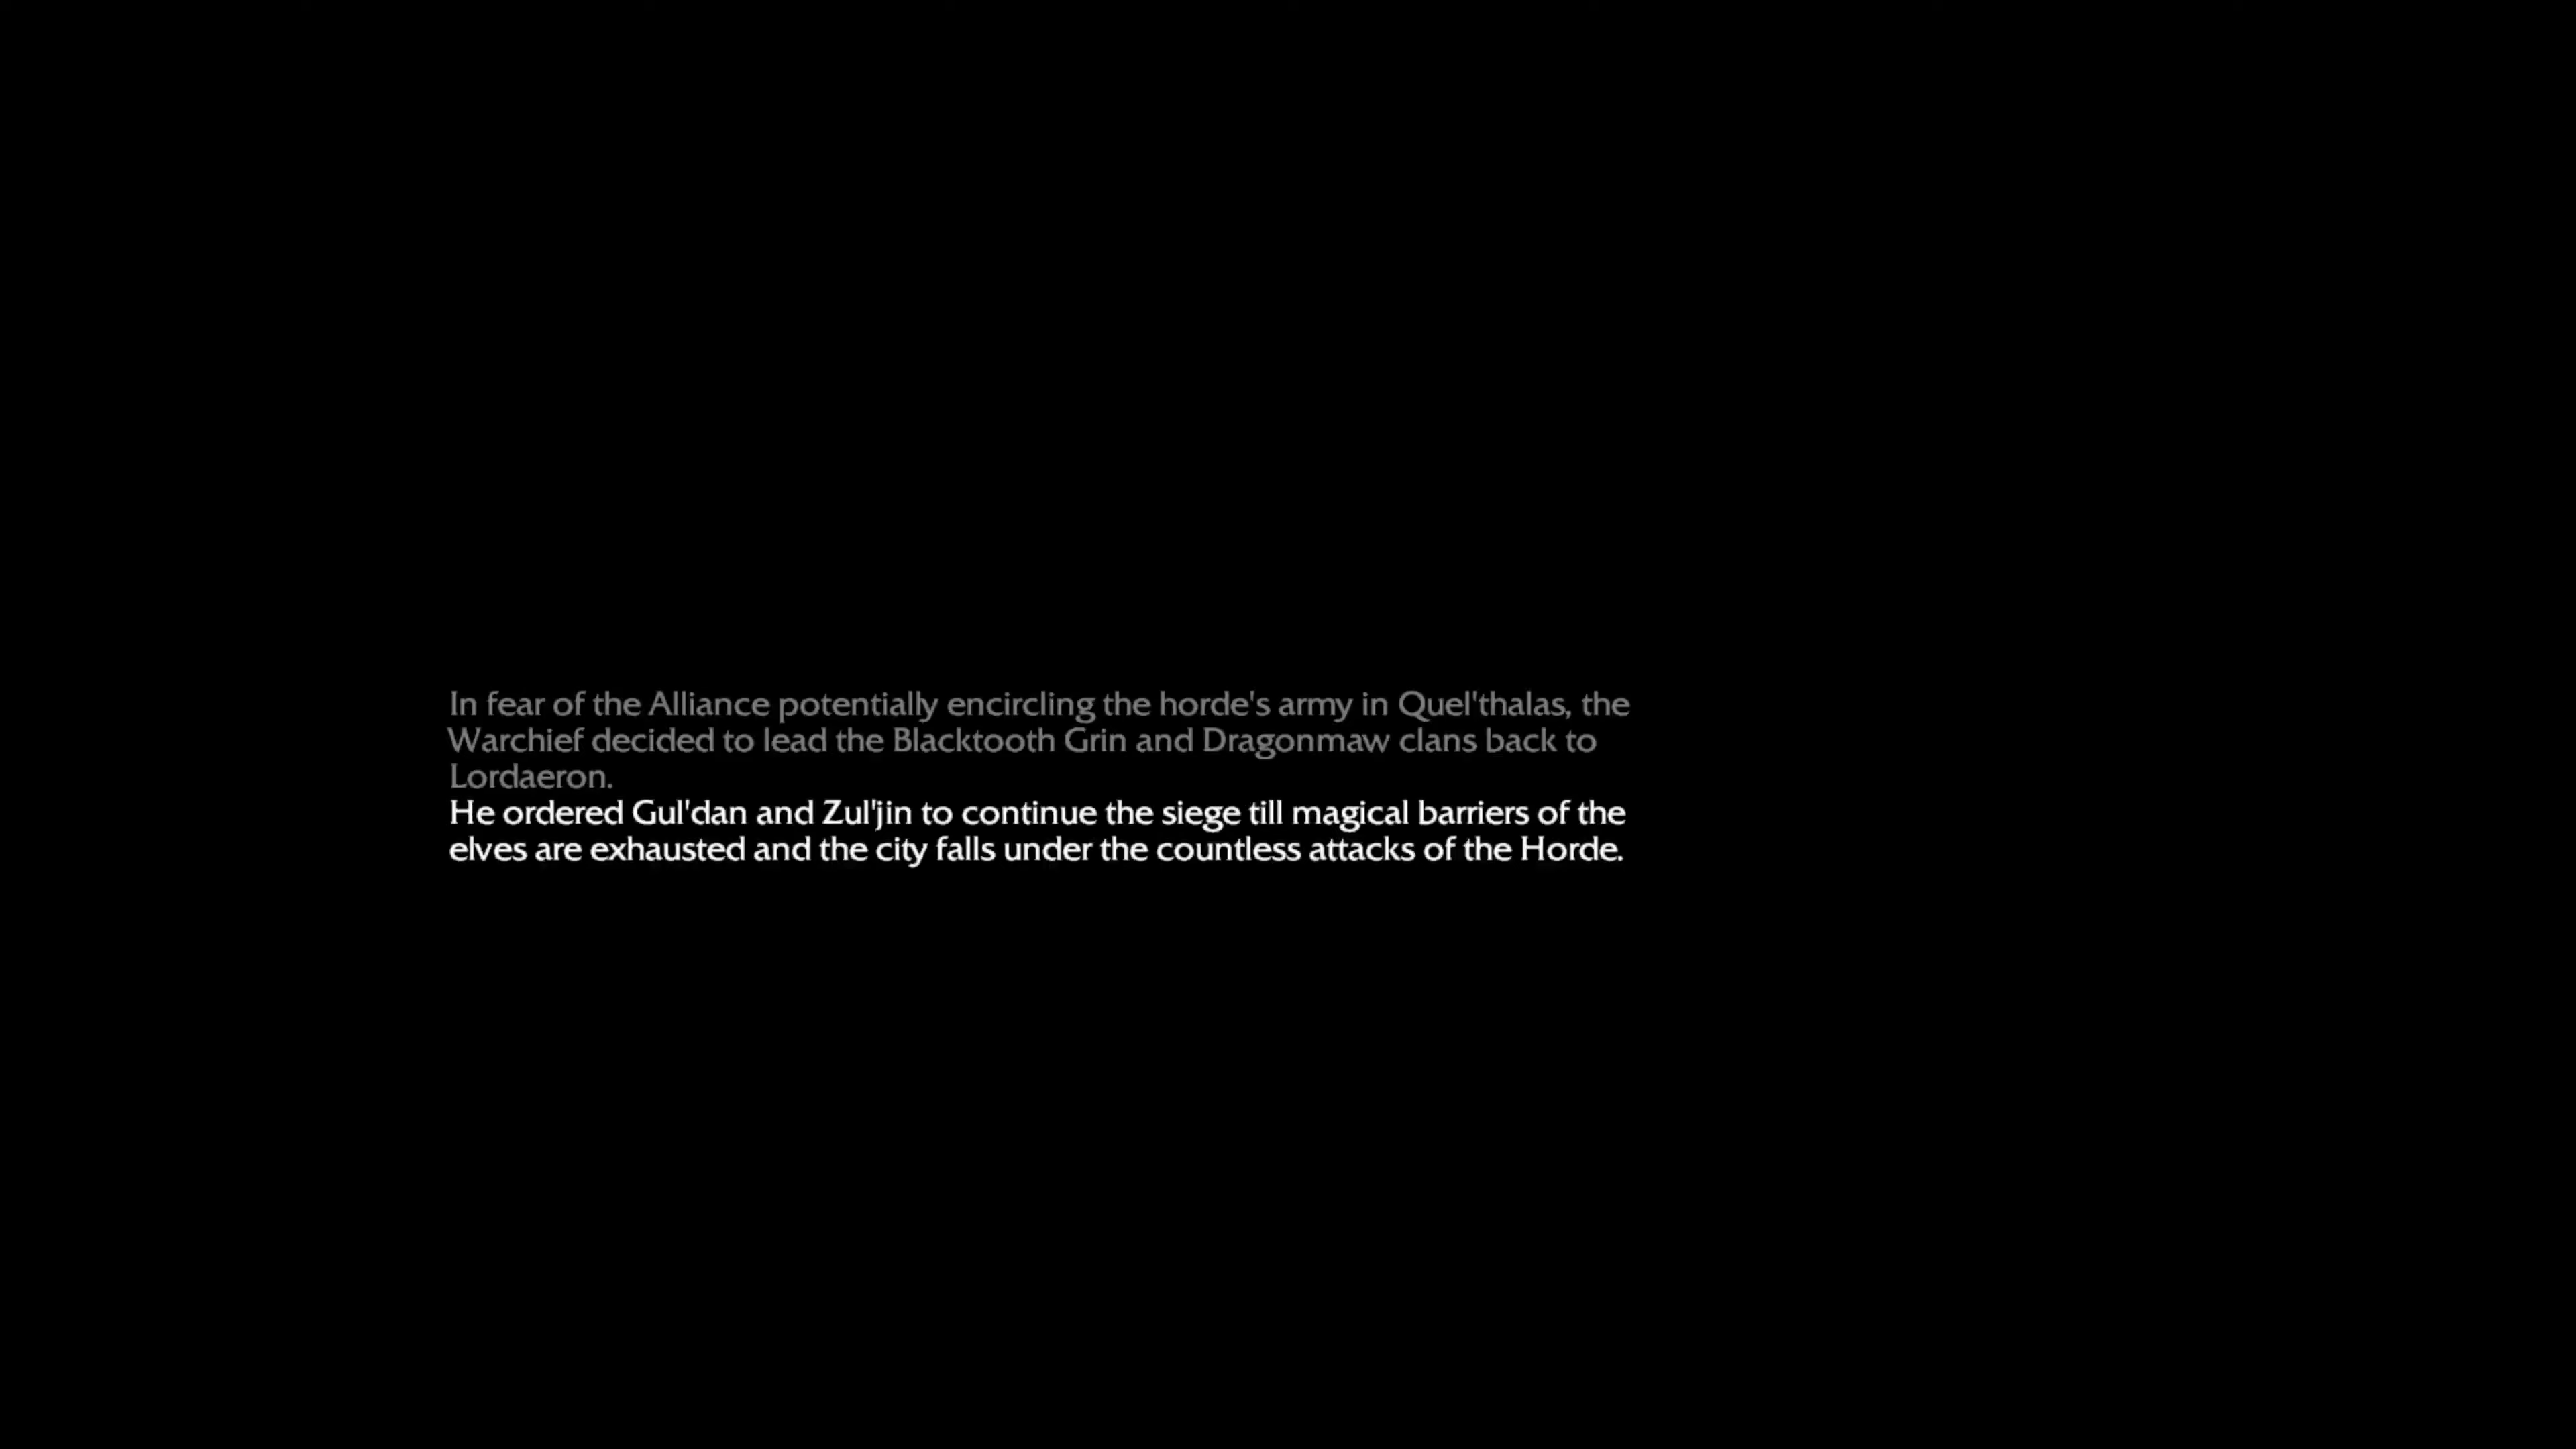 In fear of the Alliance potentially encircling the horde's army in Quel'thalas, the
Warchief decided to lead the Blacktooth Grin and Dragonmaw clans back to
Lordaeron.
He ordered Gul'dan and Zul'jin to continue the siege till magical barriers of the
elves are exhausted and the city falls under the countless attacks of the Horde.